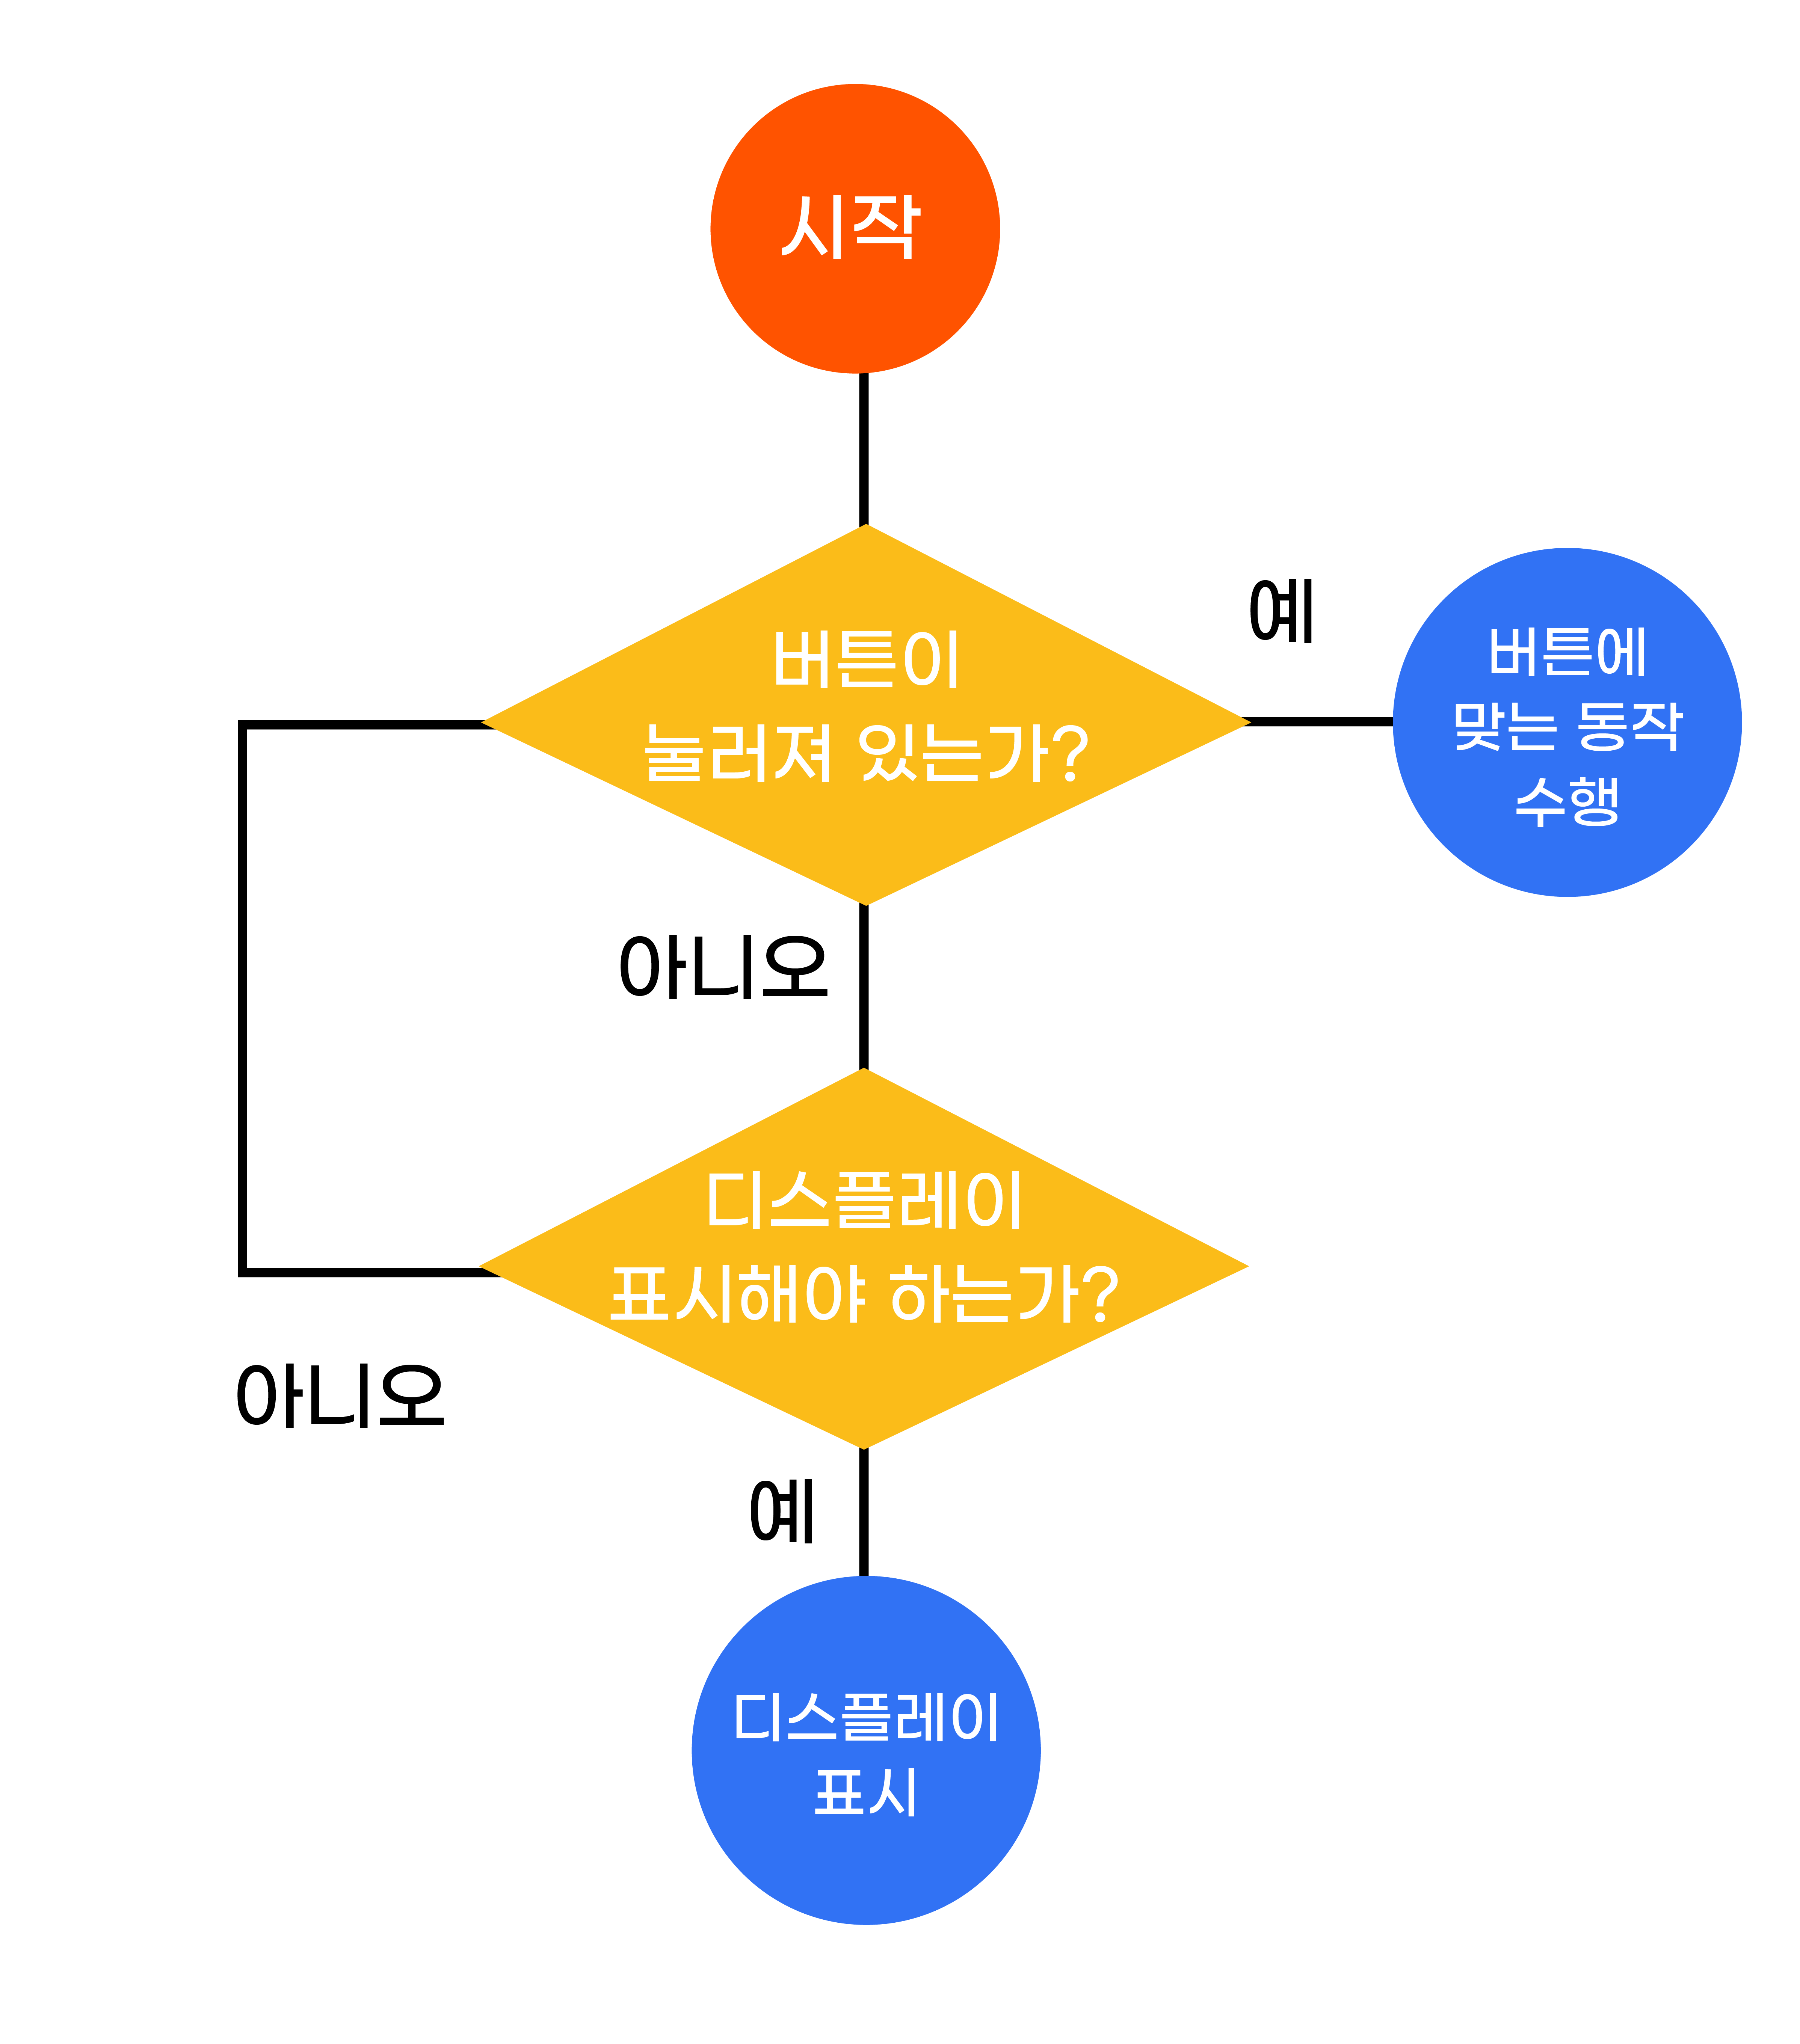 시작
버튼이
눌러져 있는가?
예
버튼에
맞는 동작
수행
아니오
디스플레이
표시해야 하는가?
아니오
예
디스플레이
표시